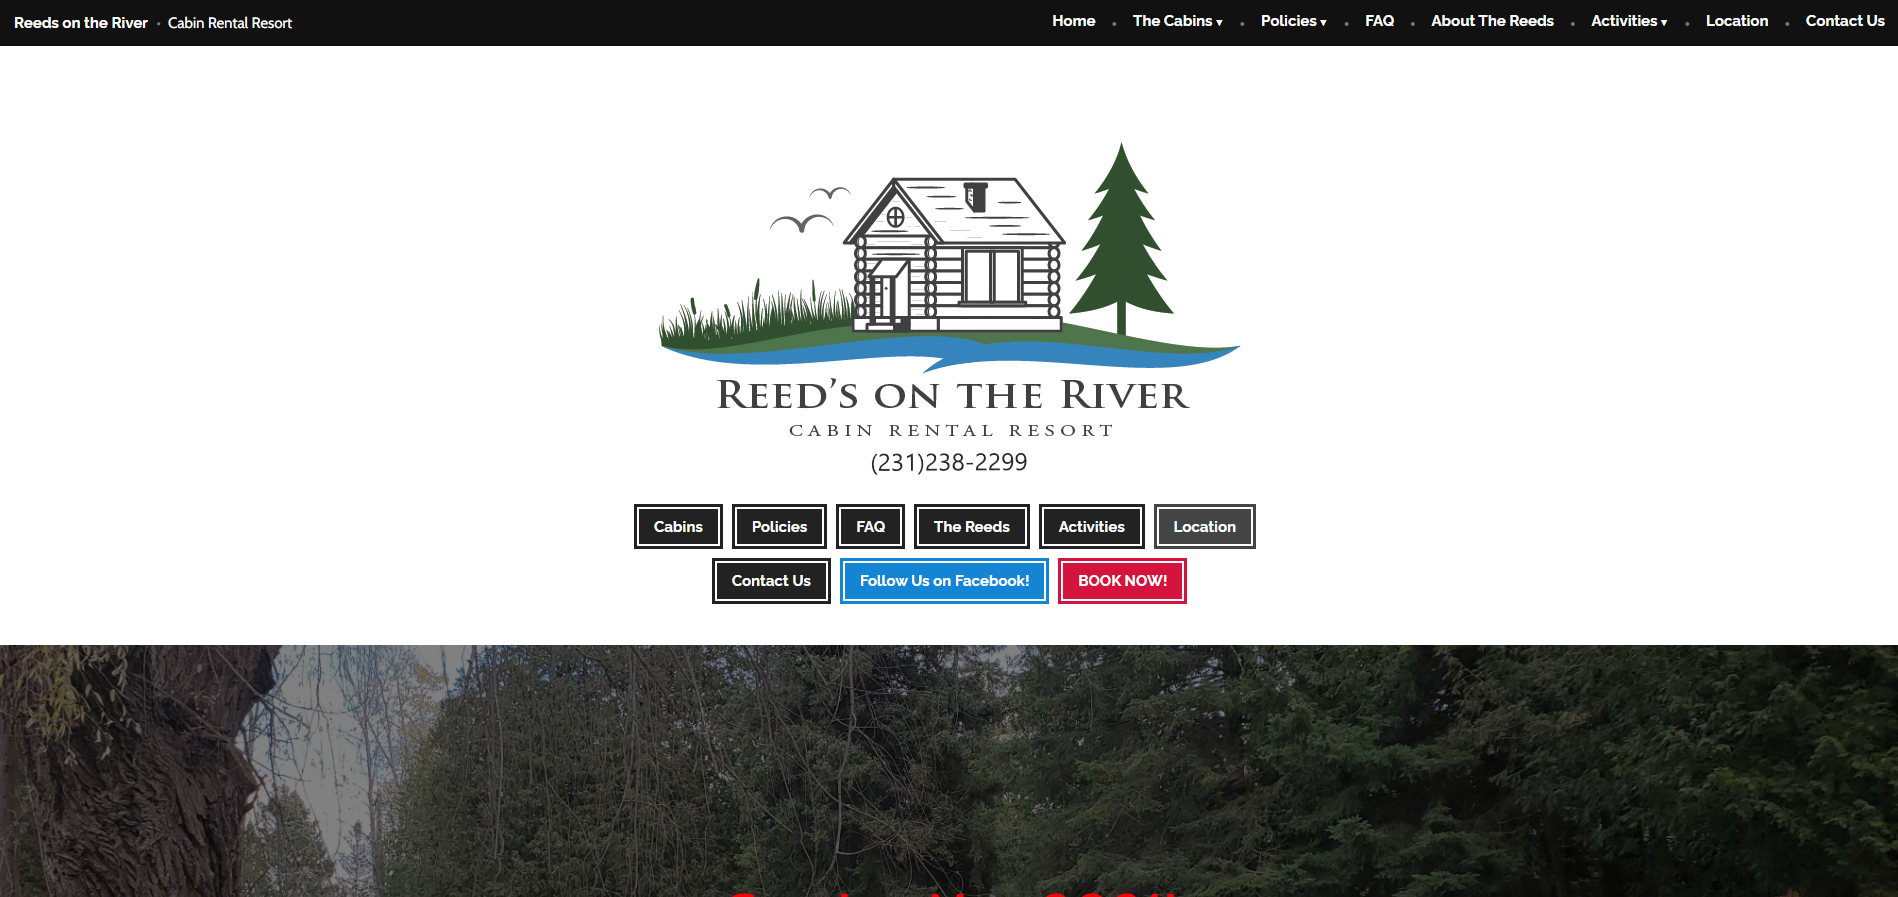 Reeds on the River • Cabin Rental Resort
Home • The Cabins ▾ • Policies ▾ • FAQ • About The Reeds • Activities ▾ • Location • Contact Us
REED'S ON THE RIVER
CABIN RENTAL RESORT
(231)238-2299
Cabins Policies FAQ The Reeds Activities Location
Contact Us Follow Us on Facebook! BOOK NOW!